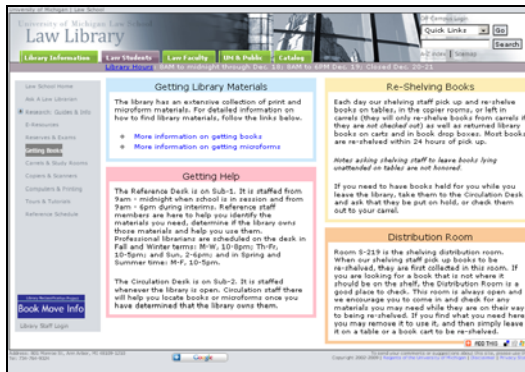 University of Michigan Law School
Law Library
Off-Campus Login
Quick Links
Go
Search
A-Z Index | Sitemap
Library Information
Law Students
Law Faculty
UM & Public
Catalog
Library Hours: 8AM to midnight through Dec. 18; 8AM to 6PM Dec. 19; Closed Dec. 20-21
Law School Home
Ask A Law Librarian
Research: Guides & Info
E-Resources
Reserves & Exams
Getting Books
Carrels & Study Rooms
Copiers & Scanners
Computers & Printing
Tours & Tutorials
Reference Schedule
Book Move Info
Library Staff Login
Getting Library Materials
The library has an extensive collection of print and
microform materials. For detailed information on
how to find library materials, follow the links below.
More information on getting books
More information on getting microforms
Getting Help
The Reference Desk is on Sub-1. It is staffed from
9am - midnight when school is in session and from
9am - 6pm during interims. Reference staff
members are here to help you identify the
materials you need, determine if the library owns
those materials and help you use them.
Professional librarians are scheduled on the desk in
Fall and Winter terms: M-W, 10-8pm; Th-Fr,
10-5pm; and Sun, 2-6pm; and in Spring and
Summer time: M-F, 10-5pm.
The Circulation Desk is on Sub-2. It is staffed
whenever the library is open. Circulation staff there
will help you locate books or microforms once you
have determined that the library owns them.
Re-Shelving Books
Each day our shelving staff pick up and re-shelve
books on tables, in the copier rooms, or left in
carrels (they will only re-shelve books from carrels if
they are not checked out) as well as returned library
books on carts and in book drop boxes. Most books
are re-shelved within 24 hours of pick up.
Notes asking shelving staff to leave books lying
unattended on tables are not honored.
If you need to have books held for you while you
leave the library, take them to the Circulation Desk
and ask that they be put on hold, or check them
out to your carrel.
Distribution Room
Room S-219 is the shelving distribution room.
When our shelving staff pick up books to be
re-shelved, they are first collected in this room. If
you are looking for a book that is not where it
should be on the shelf, the Distribution Room is a
good place to check. This room is always open and
we encourage you to come in and check for any
materials you may need while they are on their way
to being re-shelved. If you find what you need here
you may remove it to use it, and then simply leave
it on a table or a book cart to be re-shelved.
Google